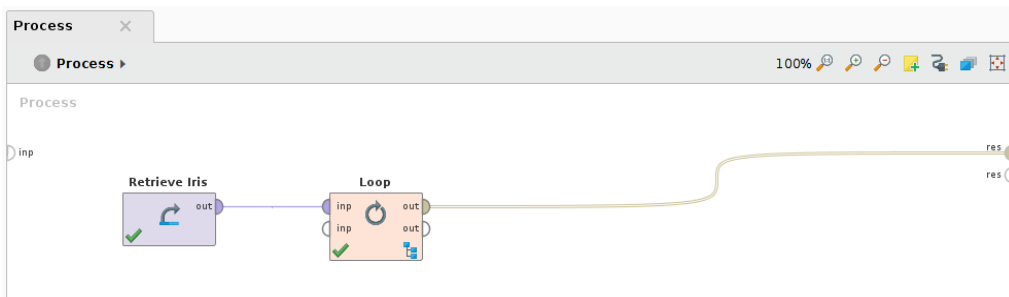 Process
Process
100%
Process
inp
res
res
Retrieve Iris
out
Loop
inp
out
inp
out